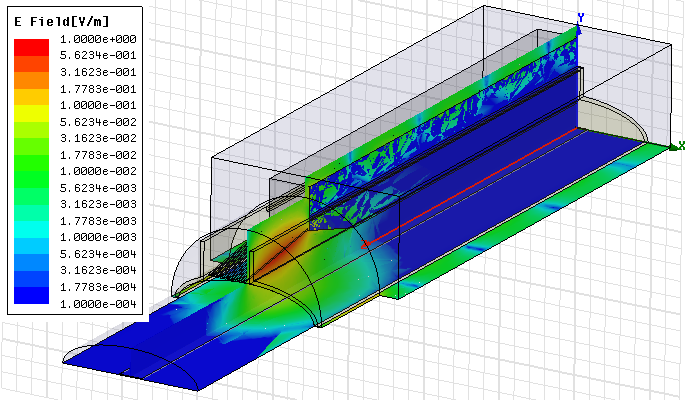 E Field[V/m]
1.0000e+000
5.6234e-001
3.1623e-001
1.7783e-001
1.0000e-001
5.6234e-002
3.1623e-002
1.7783e-002
1.0000e-002
5.6234e-003
3.1623e-003
1.7783e-003
1.0000e-003
5.6234e-004
3.1623e-004
1.7783e-004
1.0000e-004
Y
X